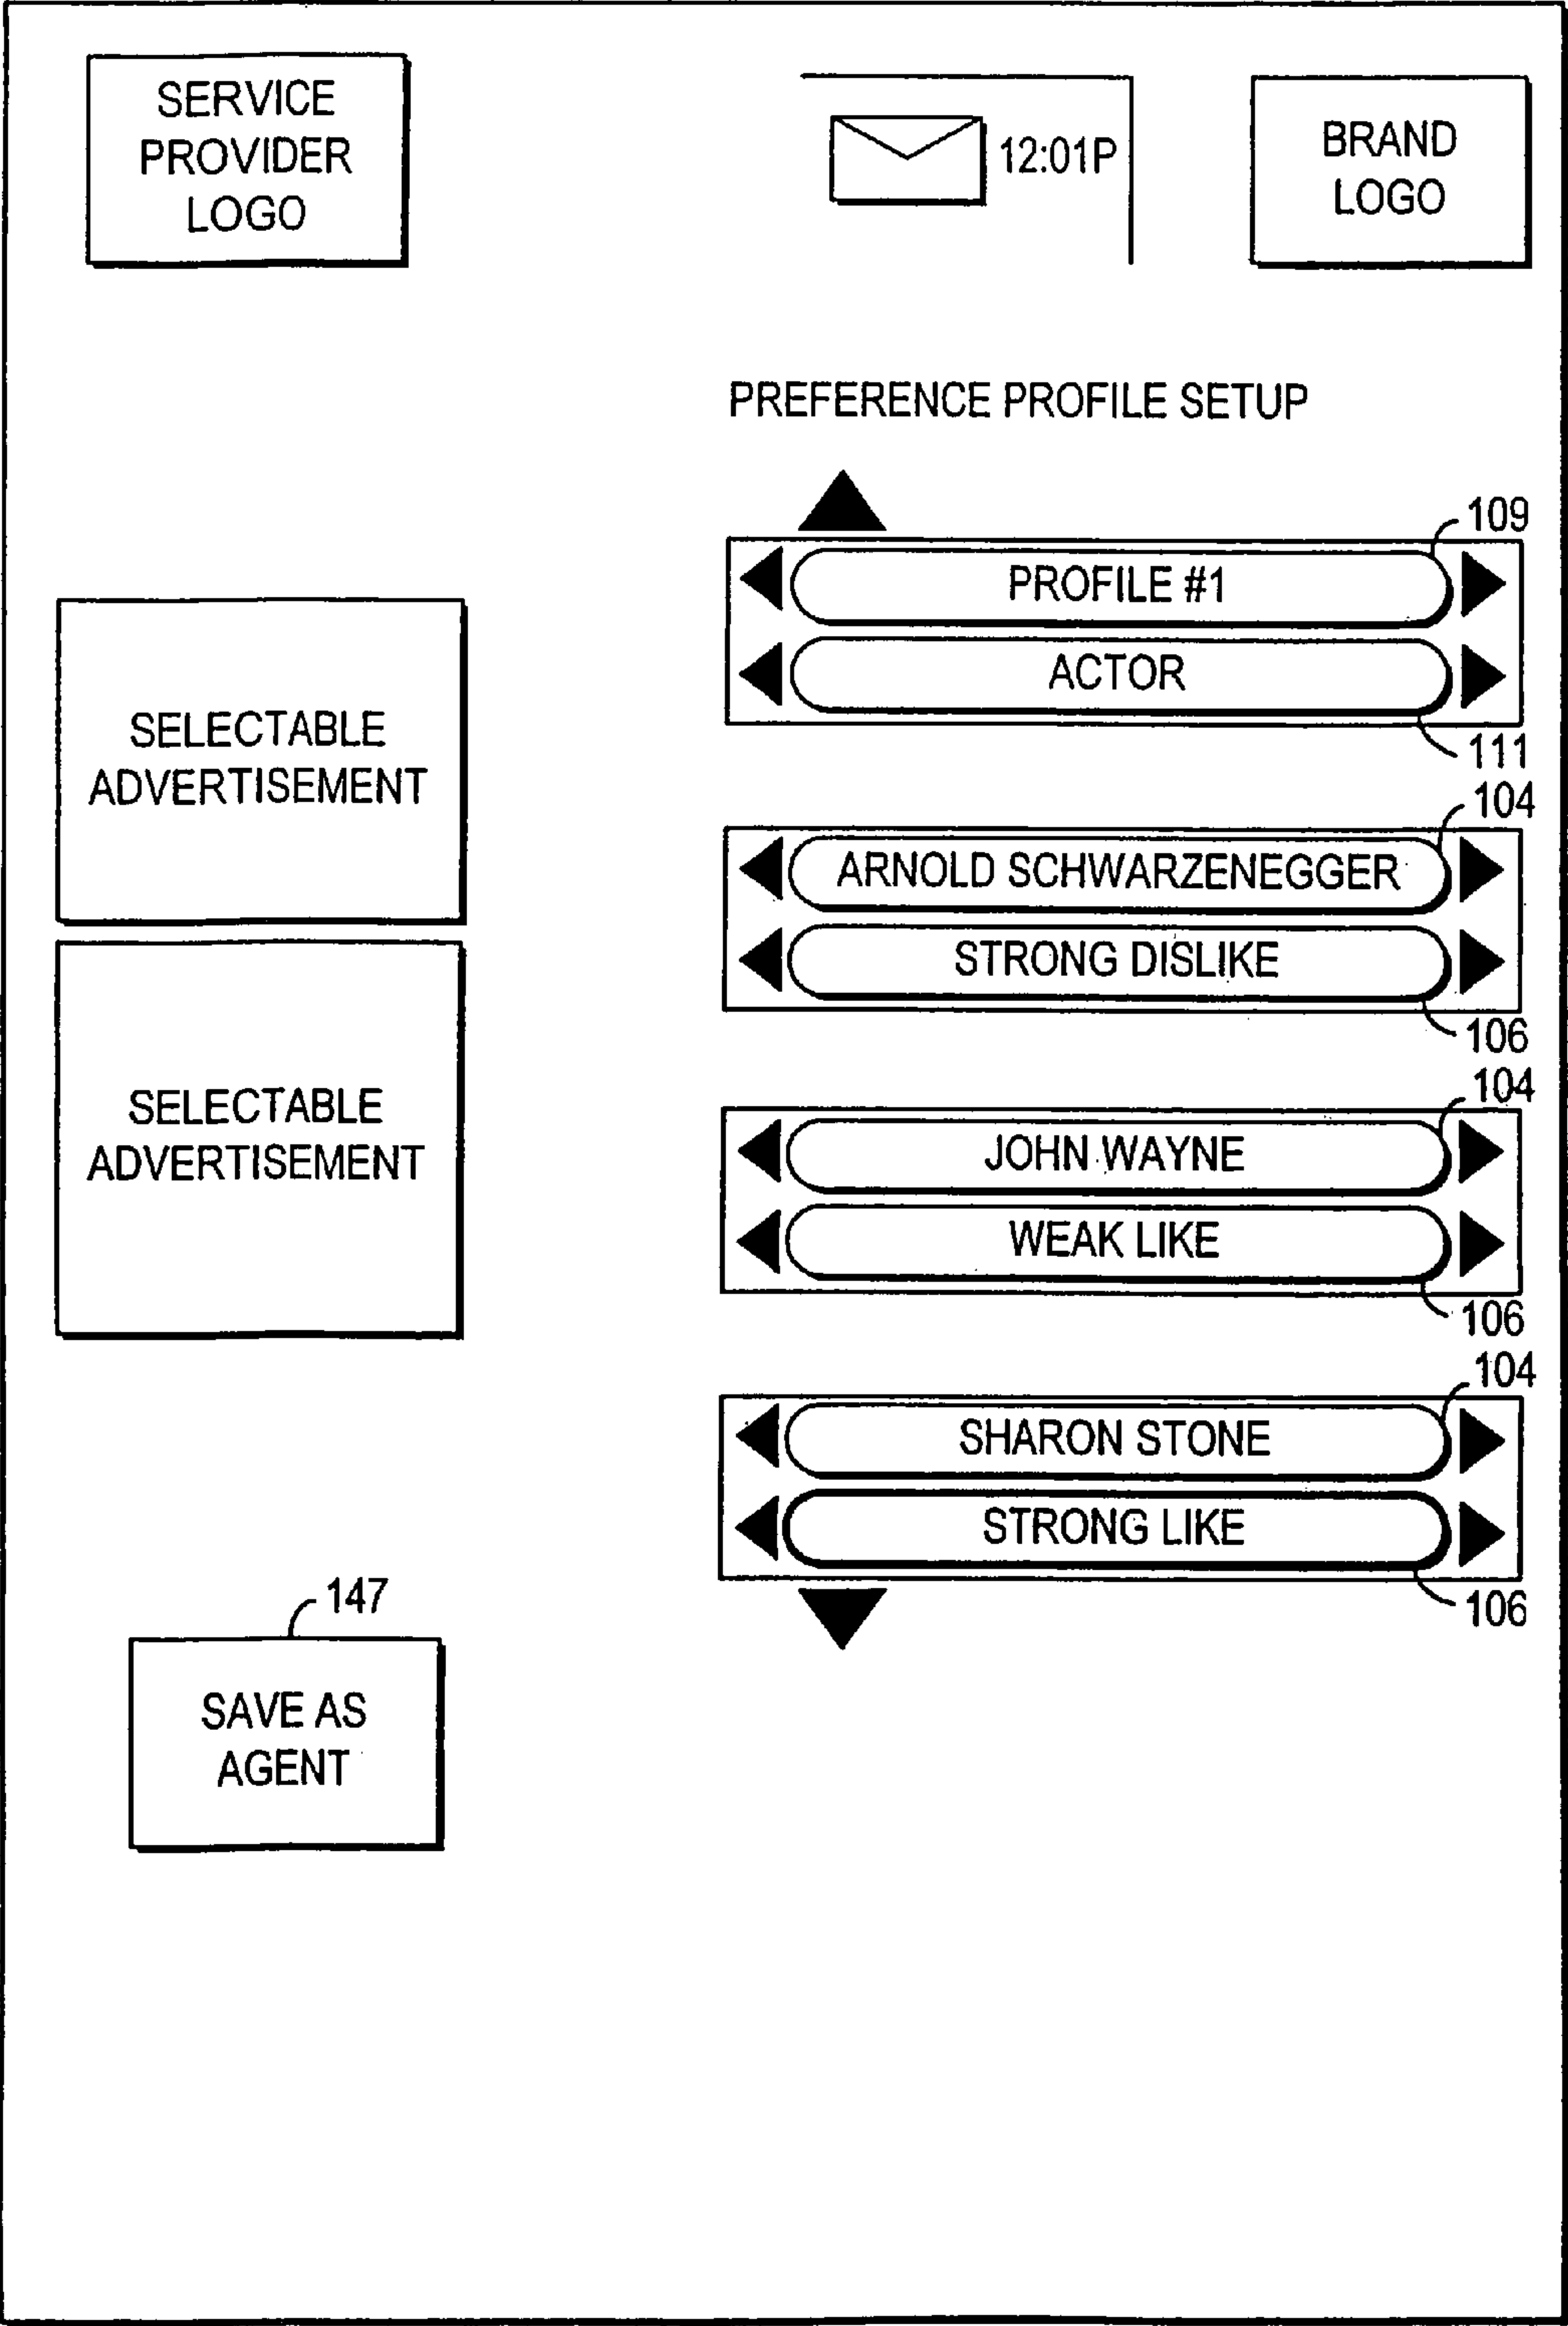 SERVICE
PROVIDER
LOGO
12:01P
BRAND
LOGO
PREFERENCE PROFILE SETUP
109
PROFILE #1
ACTOR
111
SELECTABLE
ADVERTISEMENT
104
ARNOLD SCHWARZENEGGER
STRONG DISLIKE
106
SELECTABLE
ADVERTISEMENT
104
JOHN WAYNE
WEAK LIKE
106
104
SHARON STONE
STRONG LIKE
106
147
SAVE AS
AGENT